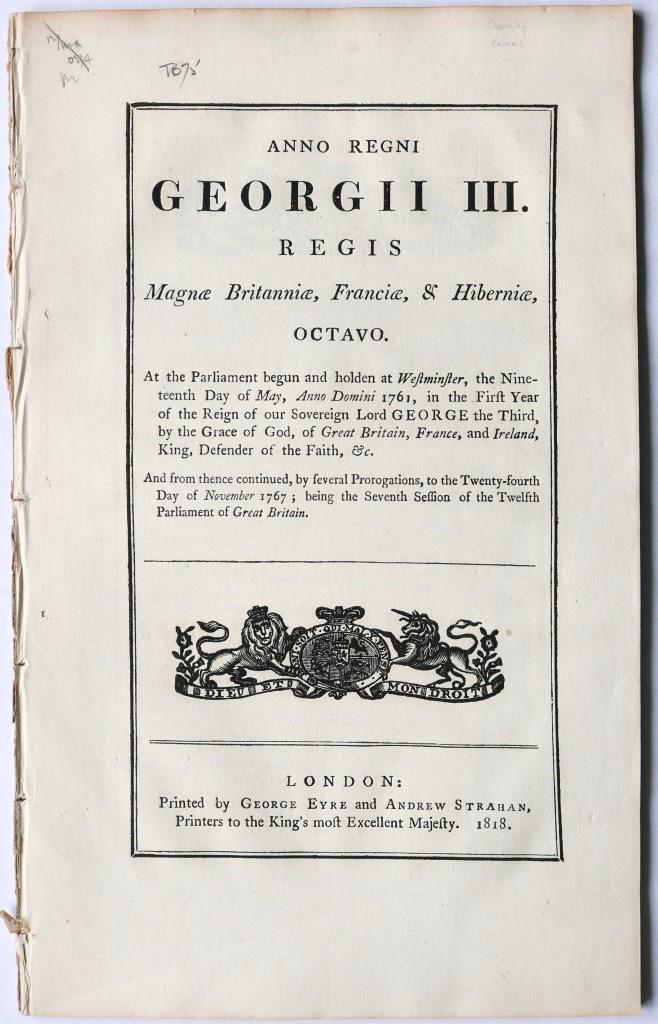 TB75
ANNO REGNI
GEORGII III.
REGIS
Magnæ Britanniæ, Franciæ, & Hiberniæ,
OCTAVO.
At the Parliament begun and holden at Weſtminſter, the Nine-
teenth Day of May, Anno Domini 1761, in the Firſt Year
of the Reign of our Sovereign Lord GEORGE the Third,
by the Grace of God, of Great Britain, France, and Ireland,
King, Defender of the Faith, &c.
And from thence continued, by ſeveral Prorogations, to the Twenty-fourth
Day of November 1767; being the Seventh Seſſion of the Twelfth
Parliament of Great Britain.
DIEU ET MON DROIT
LONDON:
Printed by GEORGE EYRE and ANDREW STRAHAN,
Printers to the King's moſt Excellent Majeſty. 1818.